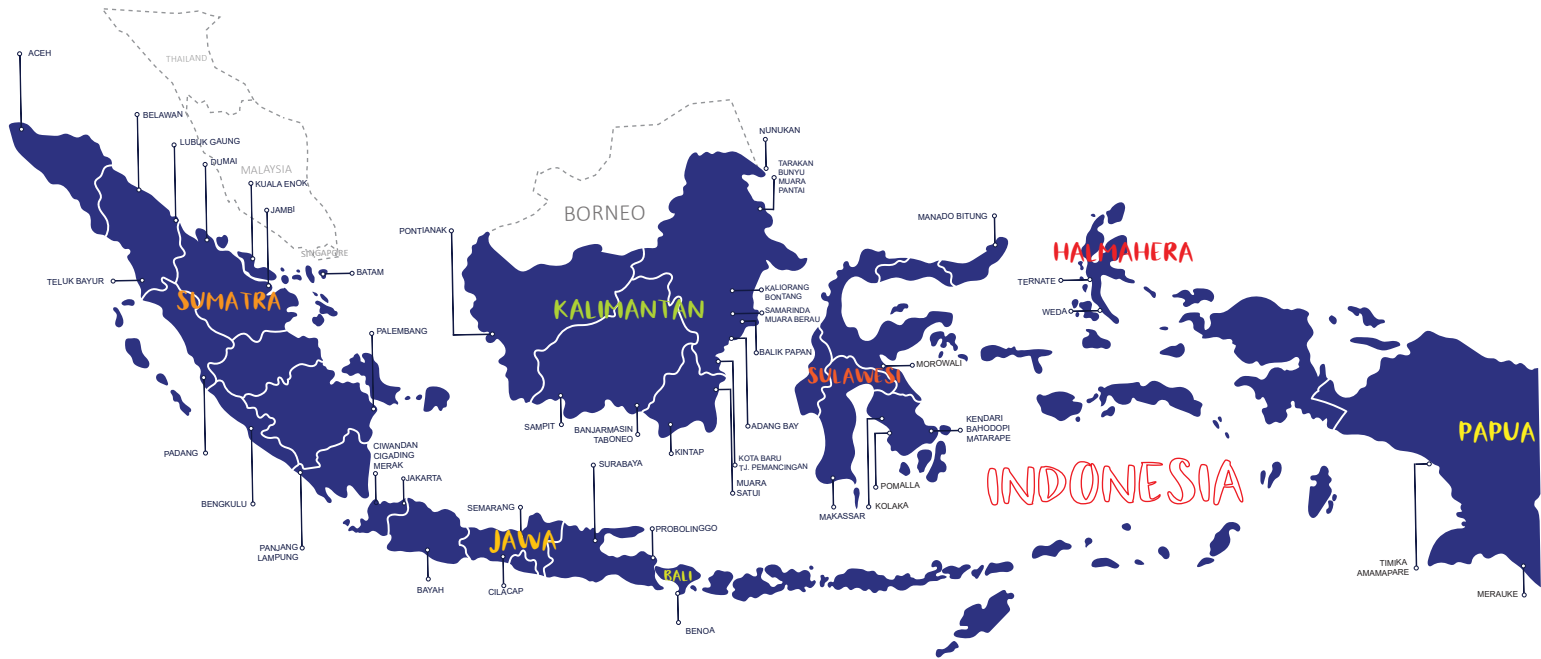 ACEH
THAILAND
BELAWAN
LUBUK GAUNG
DUMAI
MALAYSIA
KUALA ENOK
JAMBI
SINGAPORE
BATAM
TELUK BAYUR
SUMATRA
PALEMBANG
PADANG
BENGKULU
PANJANG
LAMPUNG
CIWANDAN
CIGADING
MERAK
JAKARTA
SEMARANG
JAWA
BAYAH
CILACAP
SURABAYA
PROBOLINGGO
BALI
BENOA
BORNEO
PONTIANAK
KALIMANTAN
NUNUKAN
TARAKAN
BUNYU
MUARA
PANTAI
KALIORANG
BONTANG
SAMARINDA
MUARA BERAU
BALIK PAPAN
ADANG BAY
SAMPIT
BANJARMASIN
TABONEO
KINTAP
KOTA BARU
TJ. PEMANCINGAN
MUARA
SATUI
MANADO BITUNG
SULAWESI
MOROWALI
KENDARI
BAHODOPI
MATARAPE
POMALLA
KOLAKA
MAKASSAR
HALMAHERA
TERNATE
WEDA
INDONESIA
PAPUA
TIMIKA
AMAMAPARE
MERAUKE